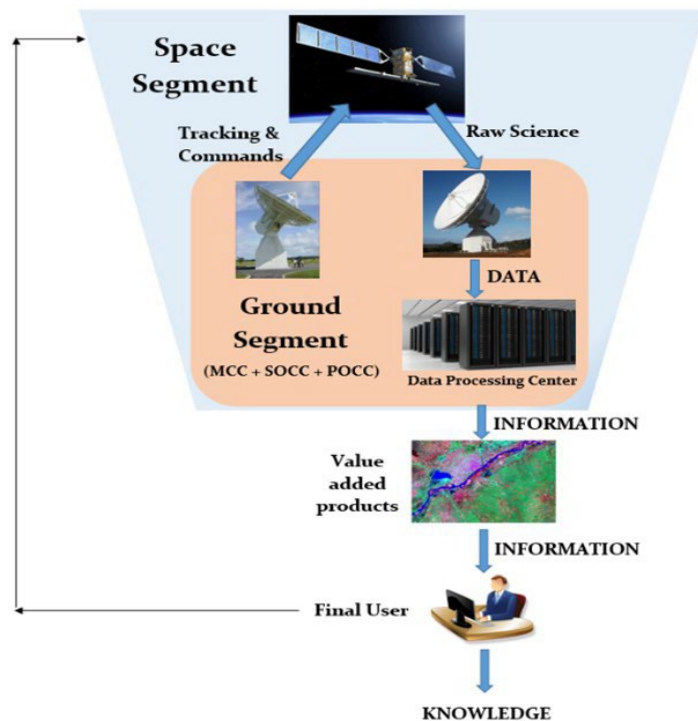 Space
Segment
Tracking &
Commands
Raw Science
DATA
Ground
Segment
(MCC + SOCC + POCC)
Data Processing Center
INFORMATION
Value
added
products
INFORMATION
Final User
KNOWLEDGE